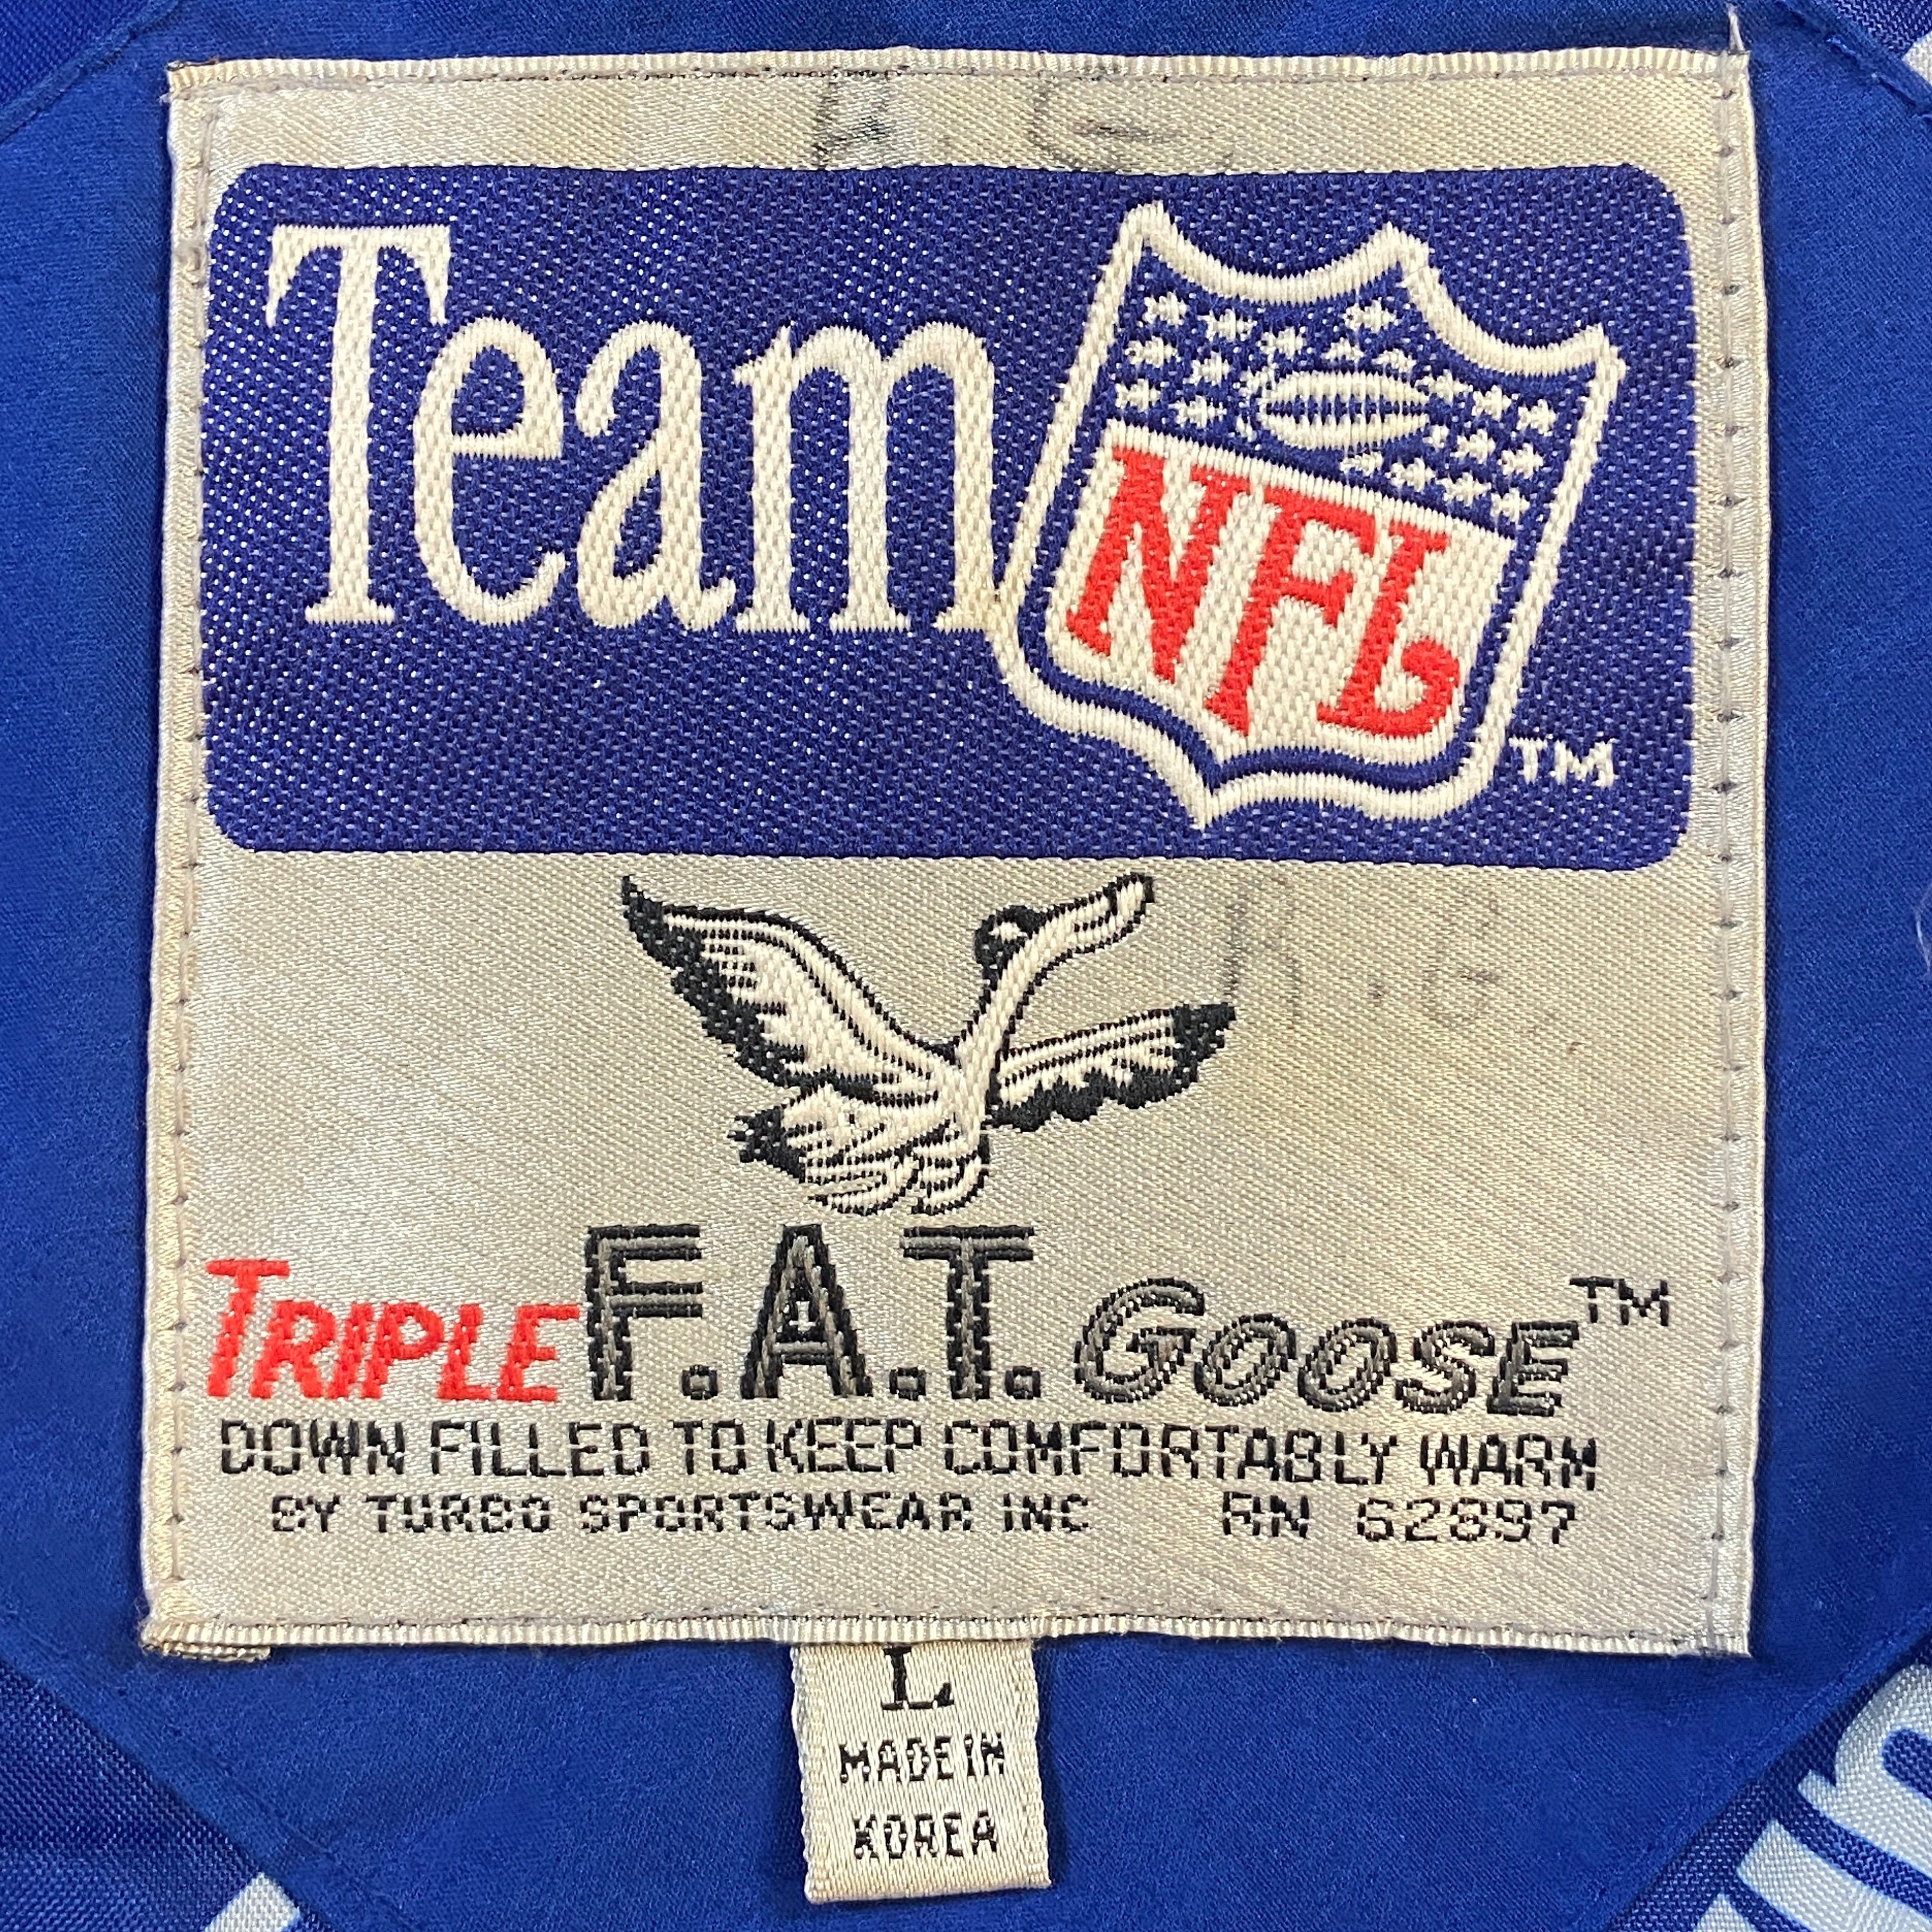 Team NFL TM
TRIPLE F.A.T. GOOSE TM
DOWN FILLED TO KEEP COMFORTABLY WARM
BY TURBO SPORTSWEAR INC RN 62897
L
MADE IN
KOREA